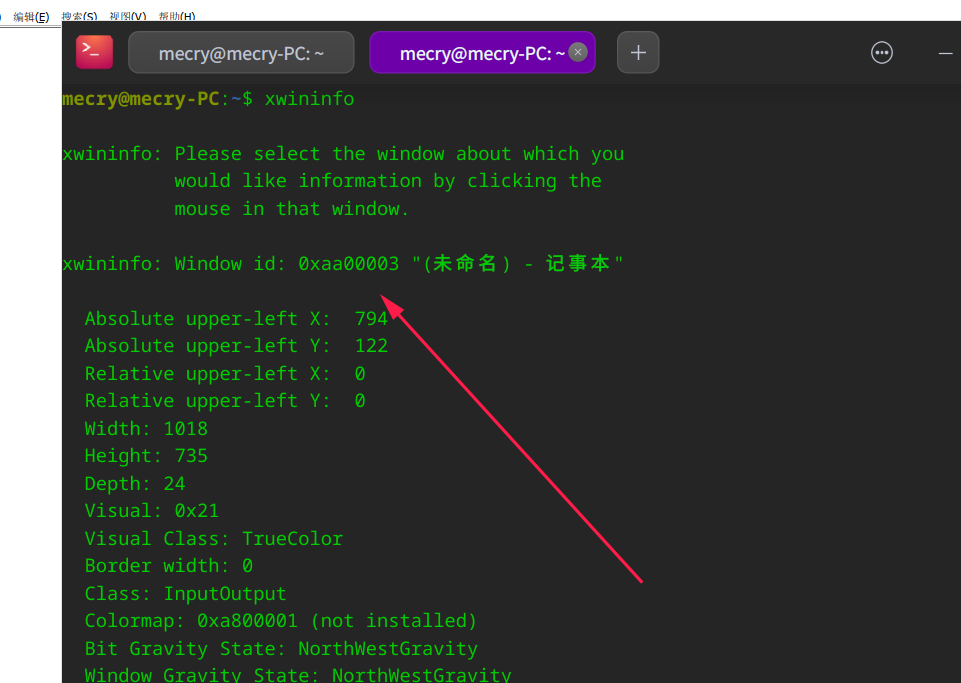 编辑(E) 搜索(S) 视图(V) 帮助(H)
mecry@mecry-PC: ~ mecry@mecry-PC: ~
mecry@mecry-PC:~$ xwininfo
xwininfo: Please select the window about which you
would like information by clicking the
mouse in that window.
xwininfo: Window id: 0xaa00003 "(未命名) - 记事本"
Absolute upper-left X: 794
Absolute upper-left Y: 122
Relative upper-left X: 0
Relative upper-left Y: 0
Width: 1018
Height: 735
Depth: 24
Visual: 0x21
Visual Class: TrueColor
Border width: 0
Class: InputOutput
Colormap: 0xa800001 (not installed)
Bit Gravity State: NorthWestGravity
Window Gravity State: NorthWestGravity